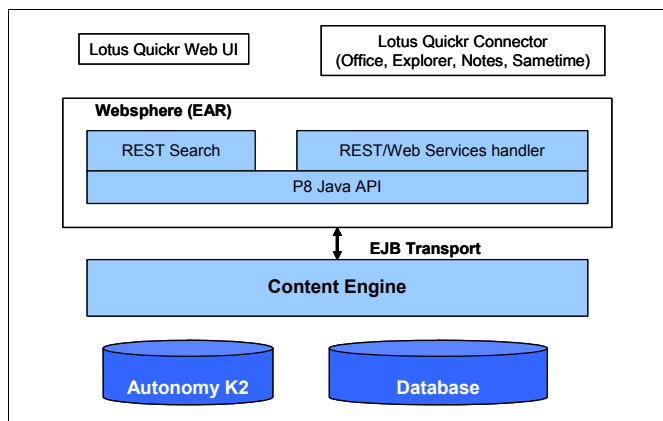 Lotus Quickr Web UI
Lotus Quickr Connector
(Office, Explorer, Notes, Sametime)
Websphere (EAR)
REST Search
REST/Web Services handler
P8 Java API
EJB Transport
Content Engine
Autonomy K2
Database